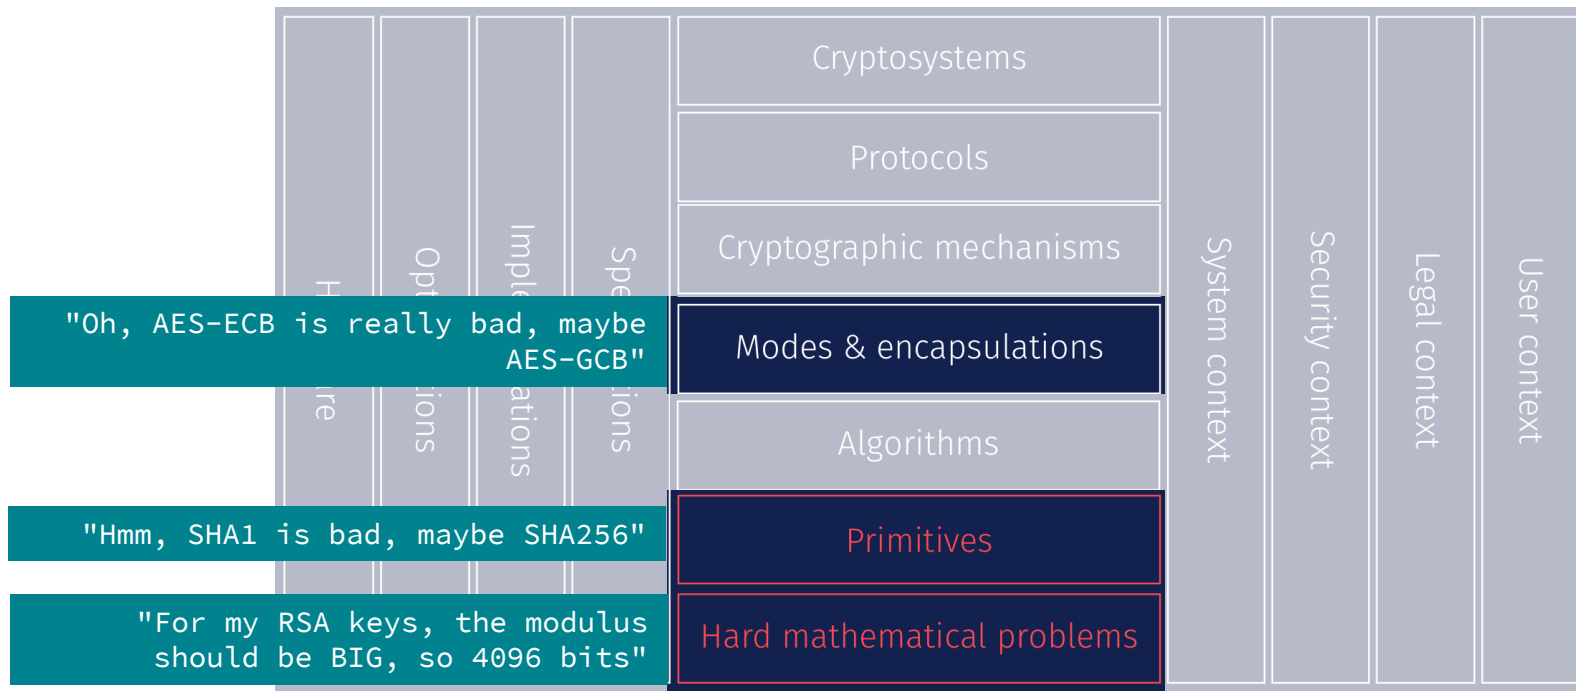 Cryptosystems
Protocols
Cryptographic mechanisms
Modes & encapsulations
Algorithms
Primitives
Hard mathematical problems
"Oh, AES-ECB is really bad, maybe
AES-GCB"
"Hmm, SHA1 is bad, maybe SHA256"
"For my RSA keys, the modulus
should be BIG, so 4096 bits"
System context
Security context
Legal context
User context